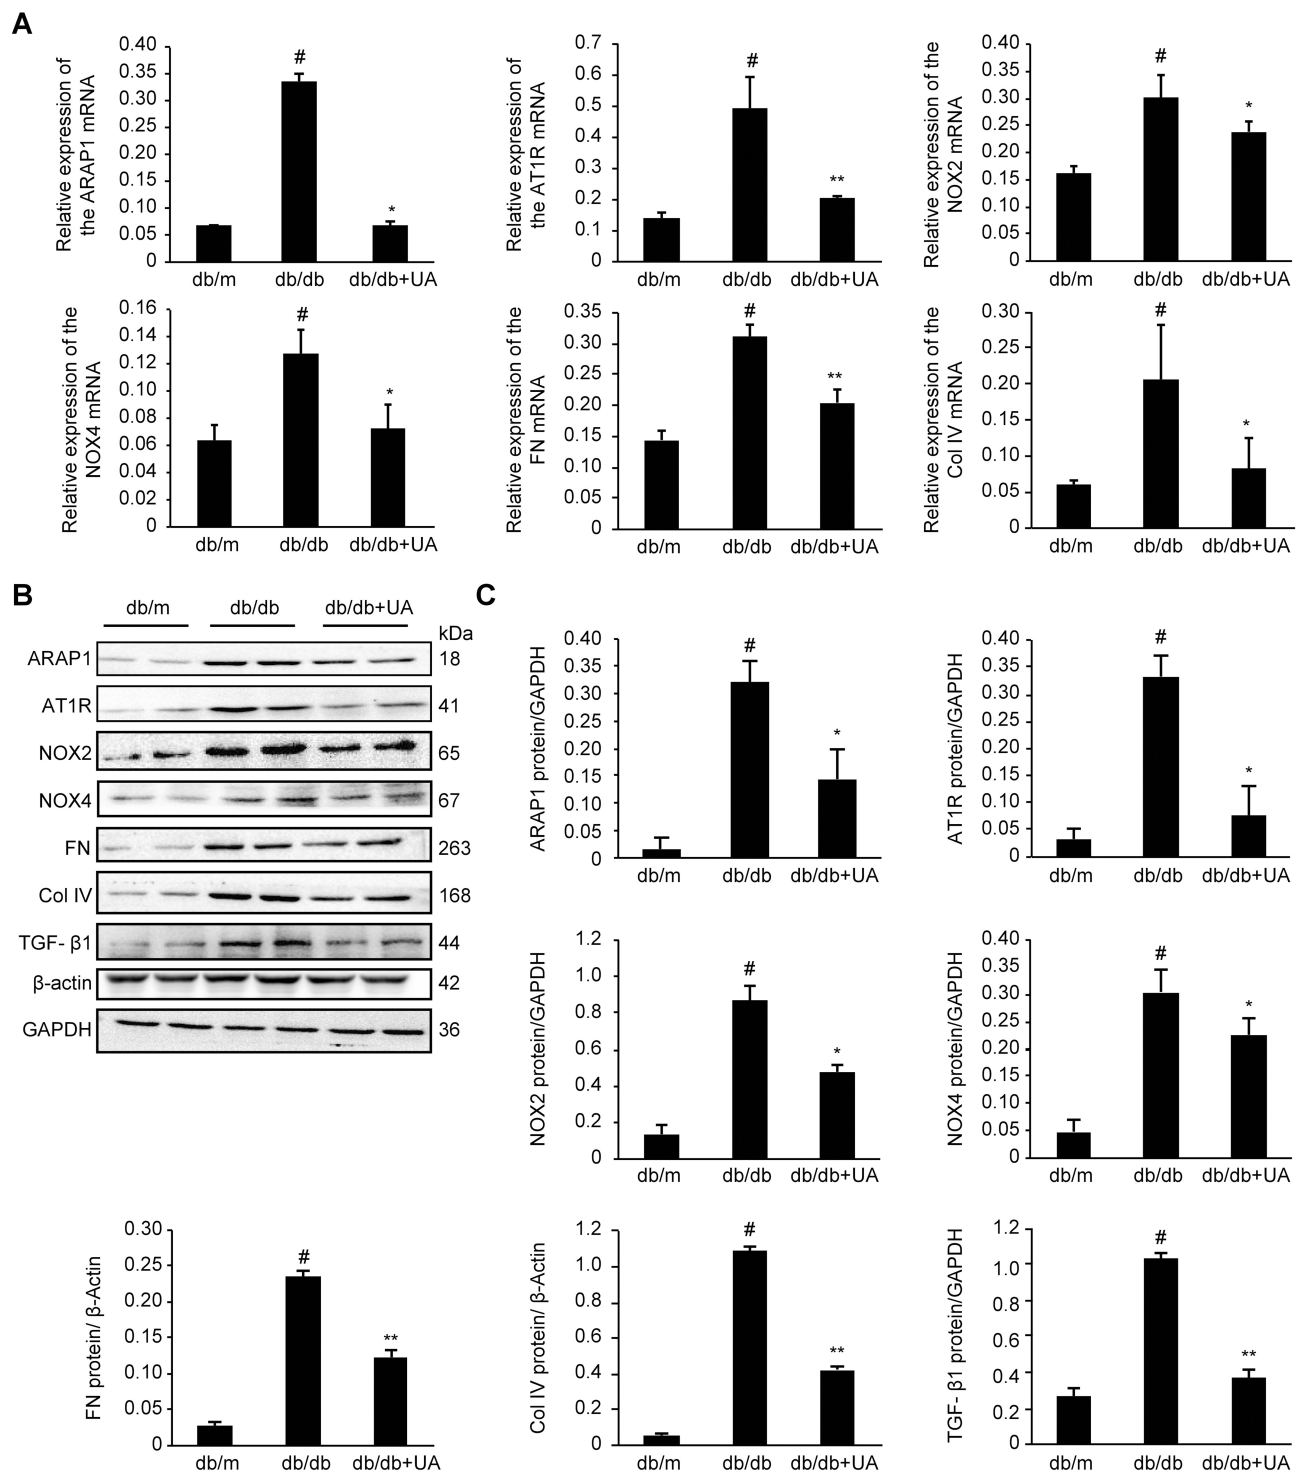 A
Relative expression of
the ARAP1 mRNA
0.40
0.35
0.30
0.25
0.20
0.15
0.10
0.05
0
#
*
db/m
db/db
db/db+UA
Relative expression of
the AT1R mRNA
0.7
0.6
0.5
0.4
0.3
0.2
0.1
0
#
**
db/m
db/db
db/db+UA
Relative expression of the
NOX2 mRNA
0.40
0.35
0.30
0.25
0.20
0.15
0.10
0.05
0
#
*
db/m
db/db
db/db+UA
Relative expression of the
NOX4 mRNA
0.16
0.14
0.12
0.10
0.08
0.06
0.04
0.02
0
#
*
db/m
db/db
db/db+UA
Relative expression of the
FN mRNA
0.35
0.30
0.25
0.20
0.15
0.10
0.05
0
#
**
db/m
db/db
db/db+UA
Relative expression of the
Col IV mRNA
0.30
0.25
0.20
0.15
0.10
0.05
0
#
*
db/m
db/db
db/db+UA
B
db/m
db/db
db/db+UA
kDa
ARAP1 18
AT1R 41
NOX2 65
NOX4 67
FN 263
Col IV 168
TGF- β1 44
β-actin 42
GAPDH 36
C
ARAP1 protein/GAPDH
0.40
0.35
0.30
0.25
0.20
0.15
0.10
0.05
0
#
*
db/m
db/db
db/db+UA
AT1R protein/GAPDH
0.40
0.35
0.30
0.25
0.20
0.15
0.10
0.05
0
#
*
db/m
db/db
db/db+UA
NOX2 protein/GAPDH
1.2
1.0
0.8
0.6
0.4
0.2
0
#
*
db/m
db/db
db/db+UA
NOX4 protein/GAPDH
0.40
0.35
0.30
0.25
0.20
0.15
0.10
0.05
0
#
*
db/m
db/db
db/db+UA
FN protein/ β-Actin
0.30
0.25
0.20
0.15
0.10
0.05
0
#
**
db/m
db/db
db/db+UA
Col IV protein/ β-Actin
1.2
1.0
0.8
0.6
0.4
0.2
0
#
**
db/m
db/db
db/db+UA
TGF- β1 protein/GAPDH
1.2
1.0
0.8
0.6
0.4
0.2
0
#
**
db/m
db/db
db/db+UA